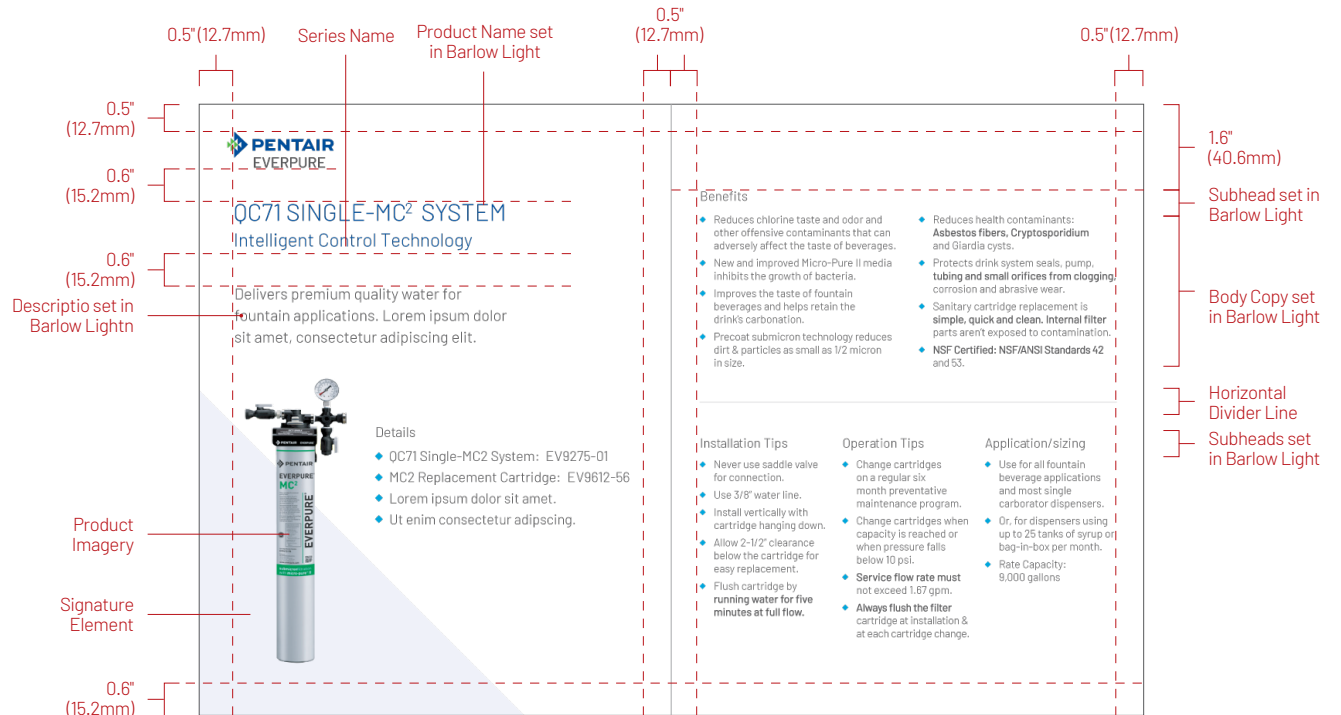 0.5"(12.7mm)
Series Name
Product Name set
in Barlow Light
0.5"
(12.7mm)
0.5"(12.7mm)
0.5"
(12.7mm)
0.6"
(15.2mm)
0.6"
(15.2mm)
Descriptio set in
Barlow Lightn
Product
Imagery
Signature
Element
0.6"
(15.2mm)
PENTAIR
EVERPURE
QC71 SINGLE-MC² SYSTEM
Intelligent Control Technology
Delivers premium quality water for
fountain applications. Lorem ipsum dolor
sit amet, consectetur adipiscing elit.
PENTAIR
EVERPURE
MC²
EVERPURE
Details
QC71 Single-MC2 System: EV9275-01
MC2 Replacement Cartridge: EV9612-56
Lorem ipsum dolor sit amet.
Ut enim consectetur adipscing.
Benefits
Reduces chlorine taste and odor and
other offensive contaminants that can
adversely affect the taste of beverages.
New and improved Micro-Pure II media
inhibits the growth of bacteria.
Improves the taste of fountain
beverages and helps retain the
drink's carbonation.
Precoat submicron technology reduces
dirt & particles as small as 1/2 micron
in size.
Reduces health contaminants:
Asbestos fibers, Cryptosporidium
and Giardia cysts.
Protects drink system seals, pump,
tubing and small orifices from clogging,
corrosion and abrasive wear.
Sanitary cartridge replacement is
simple, quick and clean. Internal filter
parts aren't exposed to contamination.
NSF Certified: NSF/ANSI Standards 42
and 53.
Installation Tips
Never use saddle valve
for connection.
Use 3/8" water line.
Install vertically with
cartridge hanging down.
Allow 2-1/2" clearance
below the cartridge for
easy replacement.
Flush cartridge by
running water for five
minutes at full flow.
Operation Tips
Change cartridges
on a regular six
month preventative
maintenance program.
Change cartridges when
capacity is reached or
when pressure falls
below 10 psi.
Service flow rate must
not exceed 1.67 gpm.
Always flush the filter
cartridge at installation &
at each cartridge change.
Application/sizing
Use for all fountain
beverage applications
and most single
carborator dispensers.
Or, for dispensers using
up to 25 tanks of syrup or
bag-in-box per month.
Rate Capacity:
9,000 gallons
1.6"
(40.6mm)
Subhead set in
Barlow Light
Body Copy set
in Barlow Light
Horizontal
Divider Line
Subheads set
in Barlow Light